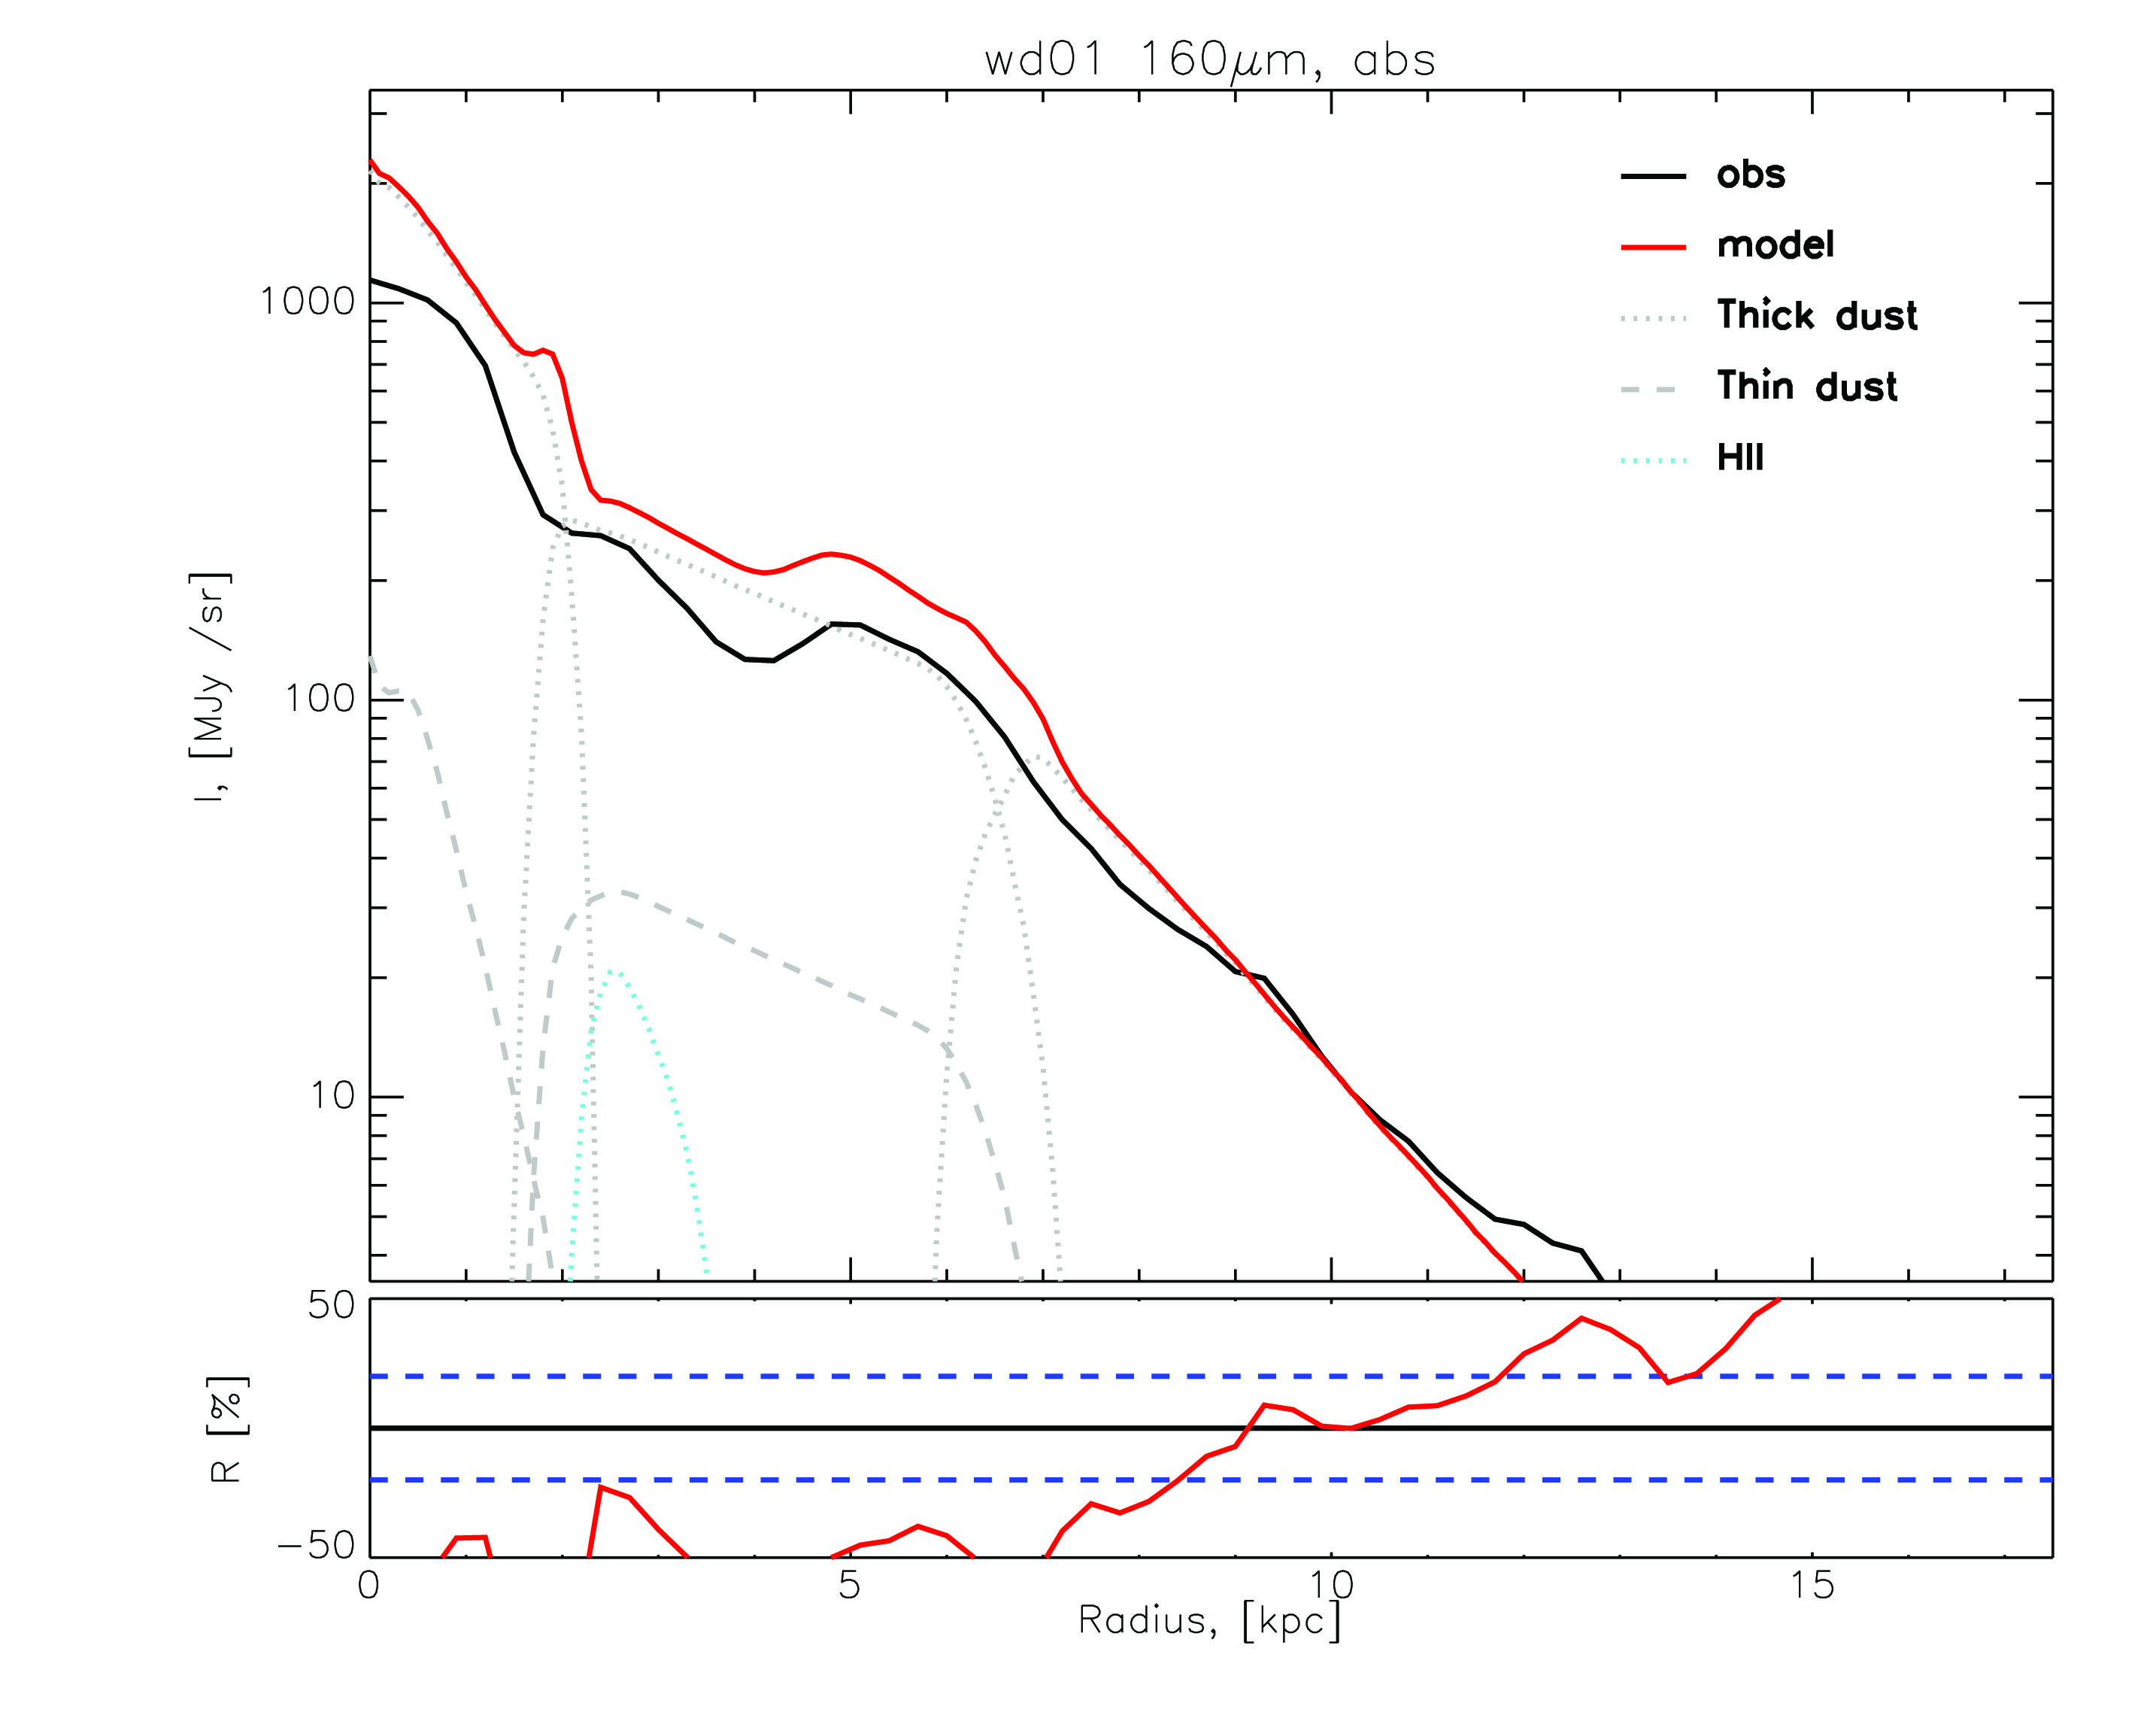 wd01 160μm, abs
obs
model
Thick dust
Thin dust
HII
1000
100
10
I, [MJy /sr]
50
-50
R [%]
0 5 10 15
Radius, [kpc]